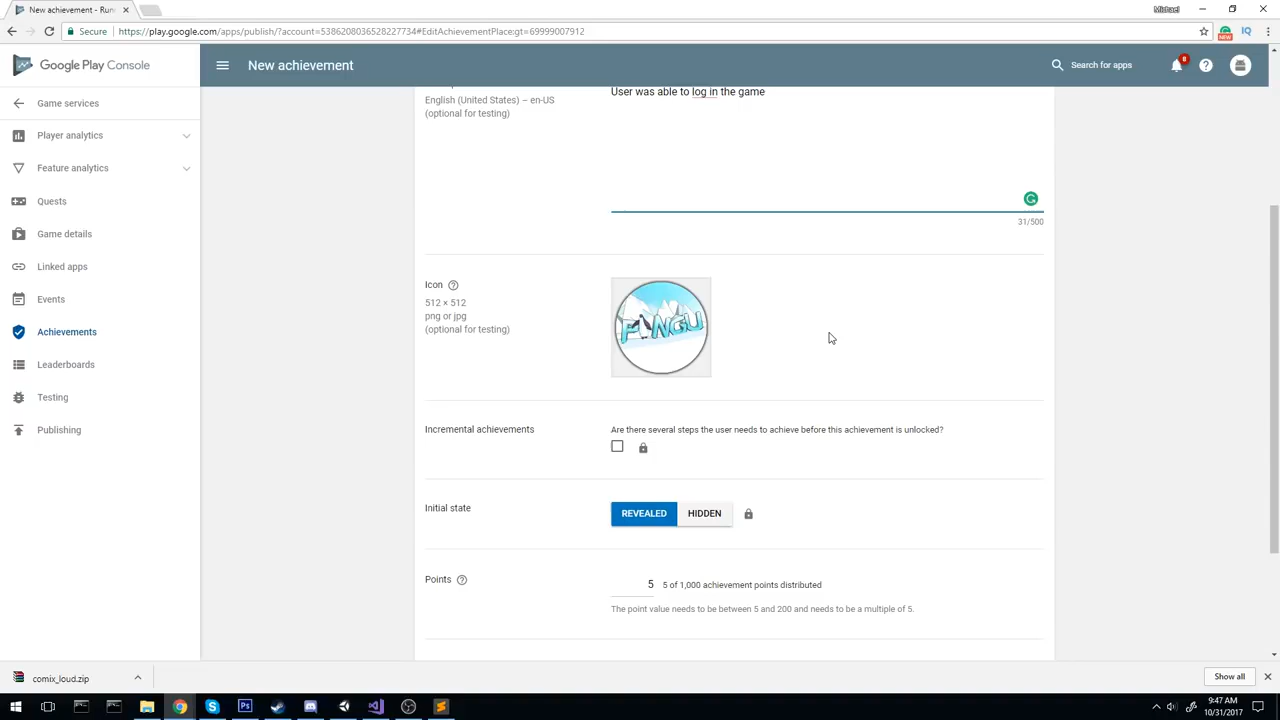 New achievement - Run
Michael
Secure
https://play.google.com/apps/publish/?account=5386208036528227734#EditAchievementPlace:gt=69999007912
NEW
IQ
Google Play Console
New achievement
Search for apps
8
Game services
Player analytics
Feature analytics
Quests
Game details
Linked apps
Events
Achievements
Leaderboards
Testing
Publishing
English (United States) – en-US
(optional for testing)
User was able to log in the game
31/500
Icon
512 × 512
png or jpg
(optional for testing)
PINGU
Incremental achievements
Are there several steps the user needs to achieve before this achievement is unlocked?
Initial state
REVEALED
HIDDEN
Points
5
5 of 1,000 achievement points distributed
The point value needs to be between 5 and 200 and needs to be a multiple of 5.
comix_loud.zip
Show all
9:47 AM
10/31/2017